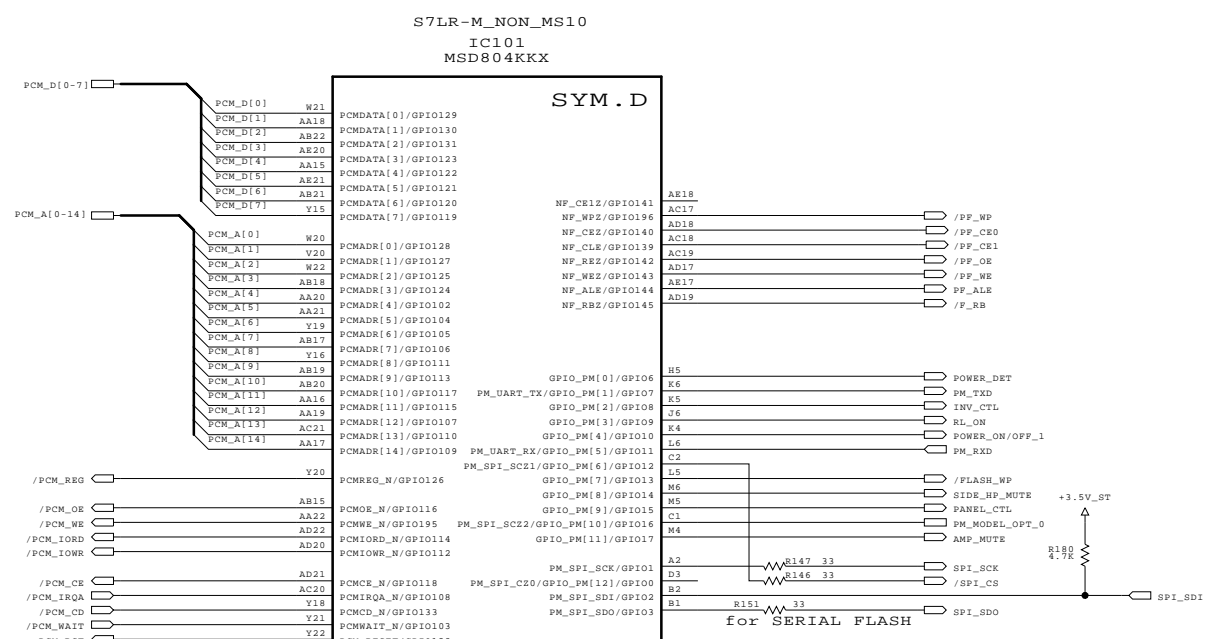 S7LR-M_NON_MS10
IC101
MSD804KKX
SYM.D
PCM_D[0-7]
PCM_D[0] W21 PCMDATA[0]/GPIO129
PCM_D[1] AA18 PCMDATA[1]/GPIO130
PCM_D[2] AB22 PCMDATA[2]/GPIO131
PCM_D[3] AE20 PCMDATA[3]/GPIO123
PCM_D[4] AA15 PCMDATA[4]/GPIO122
PCM_D[5] AE21 PCMDATA[5]/GPIO121
PCM_D[6] AB21 PCMDATA[6]/GPIO120
PCM_D[7] Y15 PCMDATA[7]/GPIO119
PCM_A[0-14]
PCM_A[0] W20 PCMADR[0]/GPIO128
PCM_A[1] V20 PCMADR[1]/GPIO127
PCM_A[2] W22 PCMADR[2]/GPIO125
PCM_A[3] AB18 PCMADR[3]/GPIO124
PCM_A[4] AA20 PCMADR[4]/GPIO102
PCM_A[5] AA21 PCMADR[5]/GPIO104
PCM_A[6] Y19 PCMADR[6]/GPIO105
PCM_A[7] AB17 PCMADR[7]/GPIO106
PCM_A[8] Y16 PCMADR[8]/GPIO111
PCM_A[9] AB19 PCMADR[9]/GPIO113
PCM_A[10] AB20 PCMADR[10]/GPIO117
PCM_A[11] AA16 PCMADR[11]/GPIO115
PCM_A[12] AA19 PCMADR[12]/GPIO107
PCM_A[13] AC21 PCMADR[13]/GPIO110
PCM_A[14] AA17 PCMADR[14]/GPIO109
/PCM_REG Y20 PCMREG_N/GPIO126
/PCM_OE AB15 PCMOE_N/GPIO116
/PCM_WE AA22 PCMWE_N/GPIO195
/PCM_IORD AD22 PCMIORD_N/GPIO114
/PCM_IOWR AD20 PCMIOWR_N/GPIO112
/PCM_CE AD21 PCMCE_N/GPIO118
/PCM_IRQA AC20 PCMIRQA_N/GPIO108
/PCM_CD Y18 PCMCD_N/GPIO133
/PCM_WAIT Y21 PCMWAIT_N/GPIO103
Y22
NF_CE1Z/GPIO141 AE18
NF_WPZ/GPIO196 AC17 /PF_WP
NF_CEZ/GPIO140 AD18 /PF_CE0
NF_CLE/GPIO139 AC18 /PF_CE1
NF_REZ/GPIO142 AC19 /PF_OE
NF_WEZ/GPIO143 AD17 /PF_WE
NF_ALE/GPIO144 AE17 PF_ALE
NF_RBZ/GPIO145 AD19 /F_RB
GPIO_PM[0]/GPIO6 H5 POWER_DET
PM_UART_TX/GPIO_PM[1]/GPIO7 K6 PM_TXD
GPIO_PM[2]/GPIO8 K5 INV_CTL
GPIO_PM[3]/GPIO9 J6 RL_ON
GPIO_PM[4]/GPIO10 K4 POWER_ON/OFF_1
PM_UART_RX/GPIO_PM[5]/GPIO11 L6 PM_RXD
PM_SPI_SCZ1/GPIO_PM[6]/GPIO12 C2
GPIO_PM[7]/GPIO13 L5 /FLASH_WP
GPIO_PM[8]/GPIO14 M6 SIDE_HP_MUTE
GPIO_PM[9]/GPIO15 M5 PANEL_CTL
PM_SPI_SCZ2/GPIO_PM[10]/GPIO16 C1 PM_MODEL_OPT_0
GPIO_PM[11]/GPIO17 M4 AMP_MUTE
+3.5V_ST
R180
4.7K
PM_SPI_SCK/GPIO1 A2 R147 33 SPI_SCK
PM_SPI_CZ0/GPIO_PM[12]/GPIO0 D3 R146 33 /SPI_CS
PM_SPI_SDI/GPIO2 B2 SPI_SDI
PM_SPI_SDO/GPIO3 B1 R151 33 SPI_SDO
for SERIAL FLASH